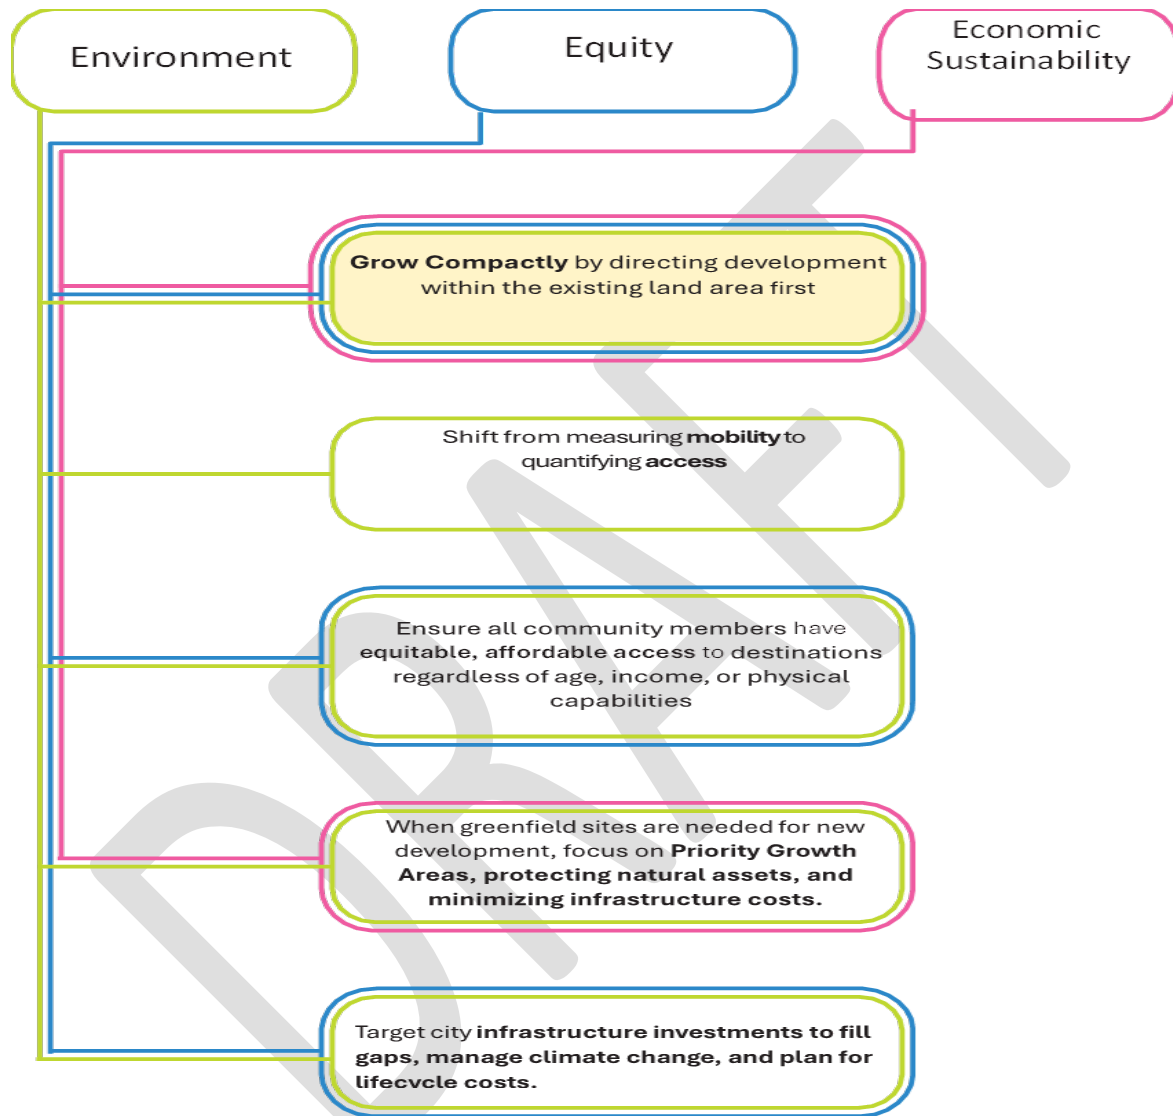 Environment
Equity
Economic
Sustainability
Grow Compactly by directing development
within the existing land area first
Shift from measuring mobility to
quantifying access
Ensure all community members have
equitable, affordable access to destinations
regardless of age, income, or physical
capabilities
When greenfield sites are needed for new
development, focus on Priority Growth
Areas, protecting natural assets, and
minimizing infrastructure costs.
Target city infrastructure investments to fill
gaps, manage climate change, and plan for
lifecycle costs.
DRAFT